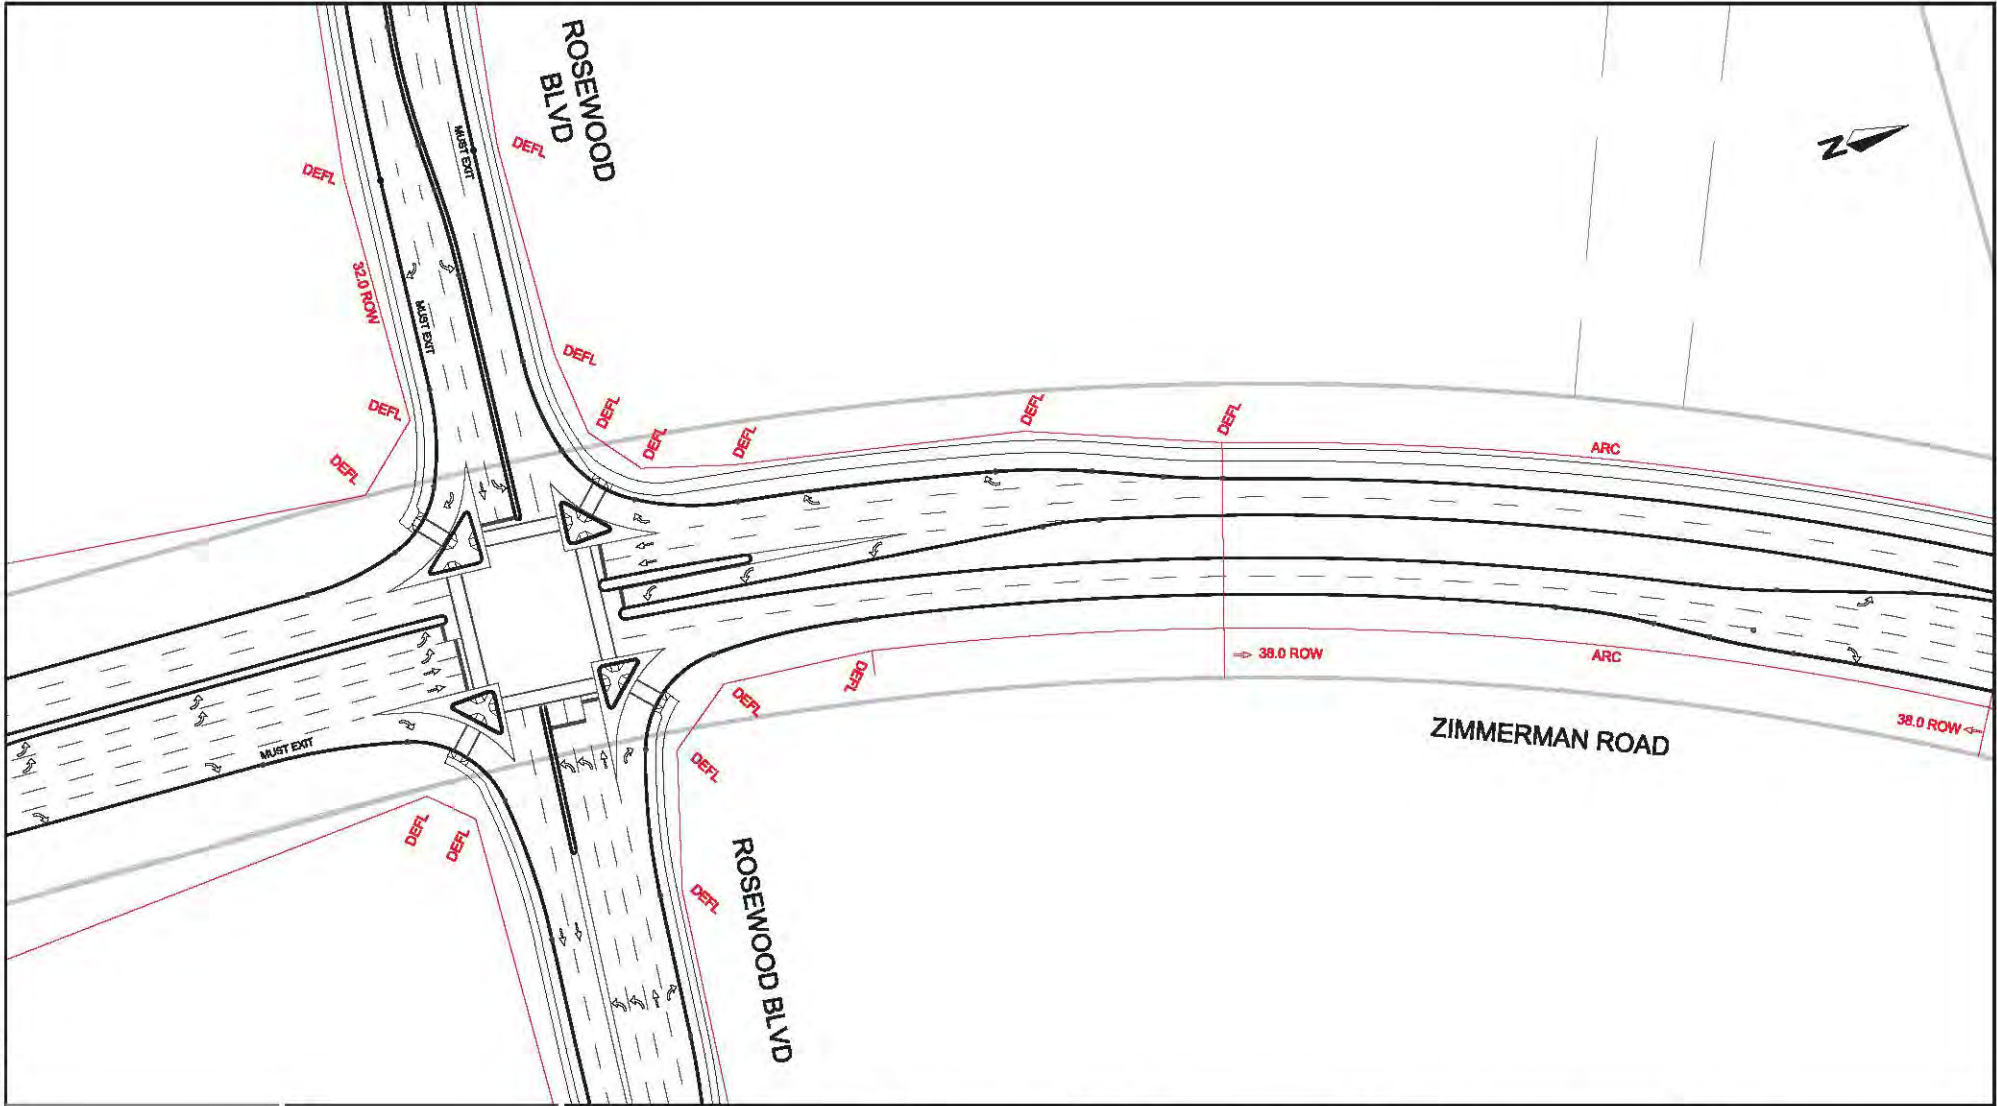 ROSEWOOD
BLVD
MUST EXIT
DEFL
DEFL
N
32.0 ROW
MUST EXIT
DEFL
DEFL
DEFL
DEFL
DEFL
DEFL
DEFL
DEFL
DEFL
ARC
38.0 ROW
ARC
DEFL
DEFL
38.0 ROW
ZIMMERMAN ROAD
MUST EXIT
DEFL
DEFL
DEFL
DEFL
ROSEWOOD BLVD